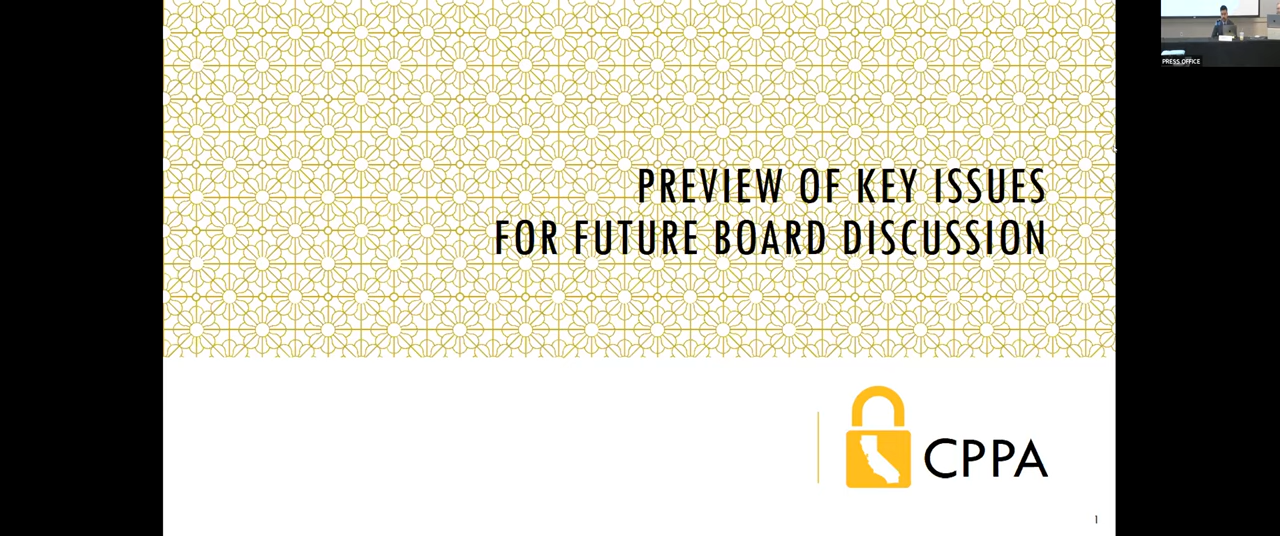 PRESS OFFICE
PREVIEW OF KEY ISSUES
FOR FUTURE BOARD DISCUSSION
CPPA
1